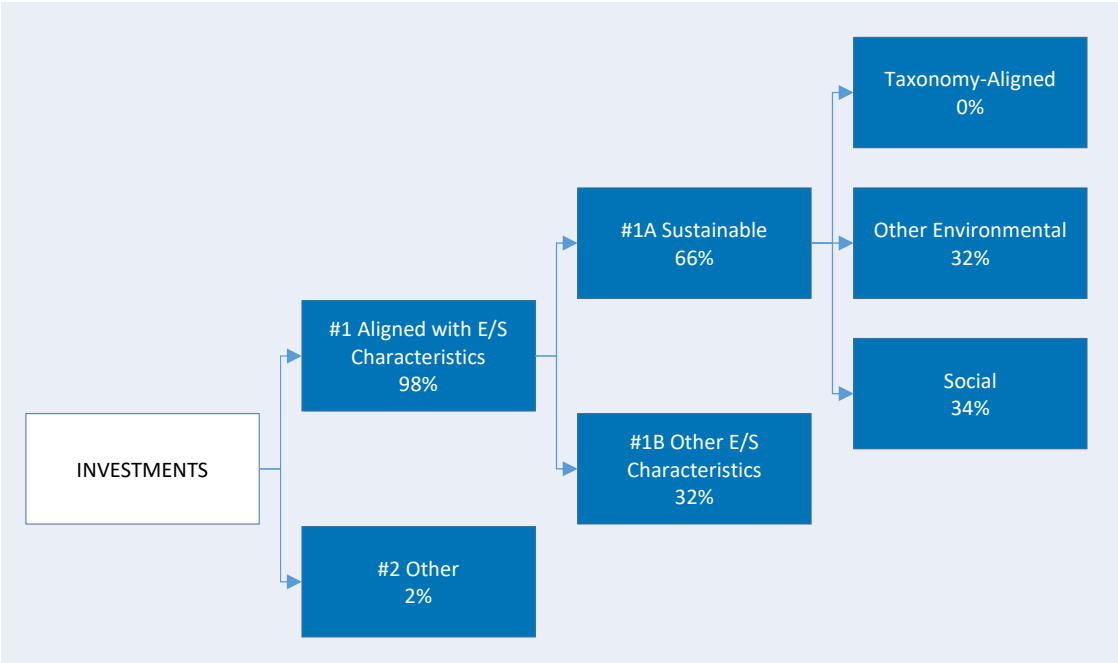 Taxonomy-Aligned
0%
#1A Sustainable
66%
Other Environmental
32%
#1 Aligned with E/S
Characteristics
98%
Social
34%
INVESTMENTS
#1B Other E/S
Characteristics
32%
#2 Other
2%